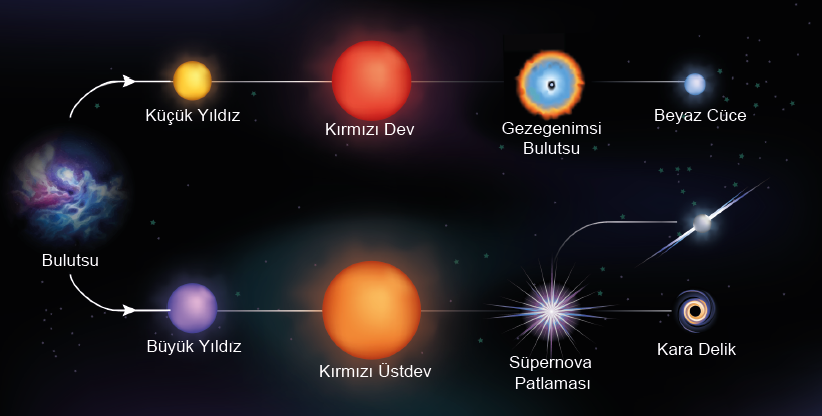 Küçük Yıldız
Kırmızı Dev
Gezegenimsi
Bulutsu
Beyaz Cüce
Bulutsu
Büyük Yıldız
Kırmızı Üstdev
Süpernova
Patlaması
Kara Delik